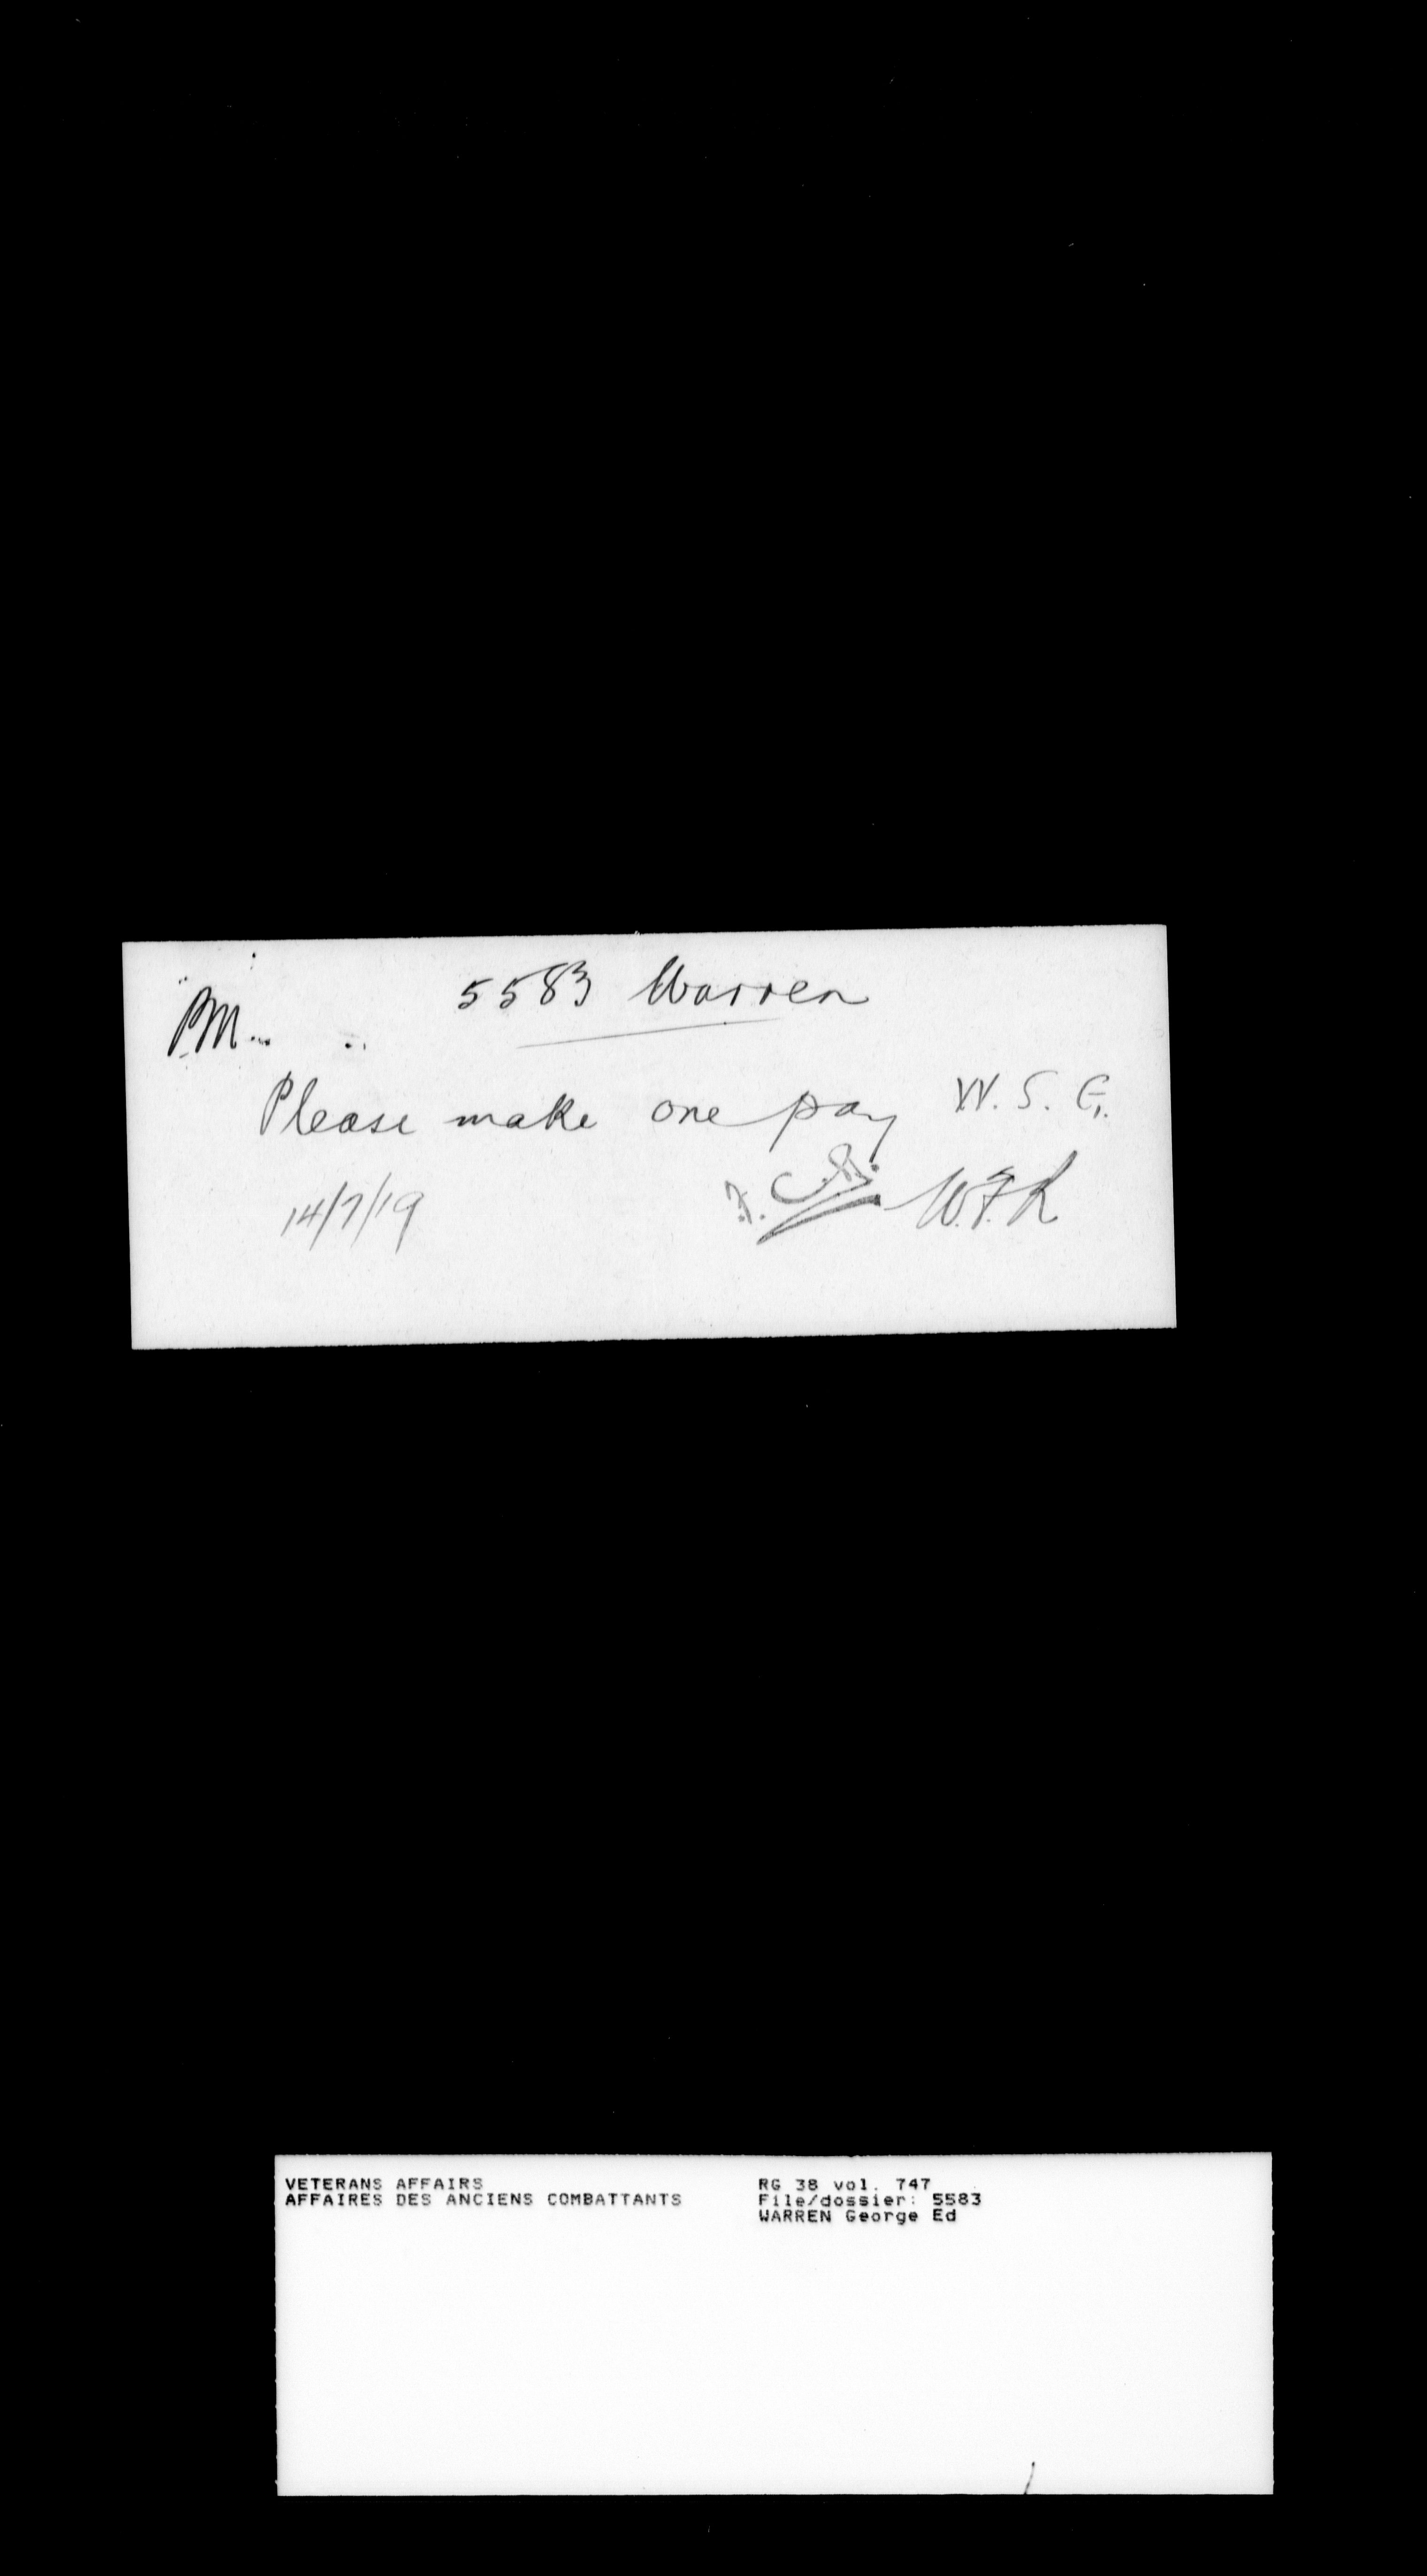 PM.
5583 Warren
Please make one pay W. S. G.
14/7/19
W.F.K
VETERANS AFFAIRS
AFFAIRES DES ANCIENS COMBATTANTS
RG 38 vol. 747
File/dossier: 5583
WARREN George Ed